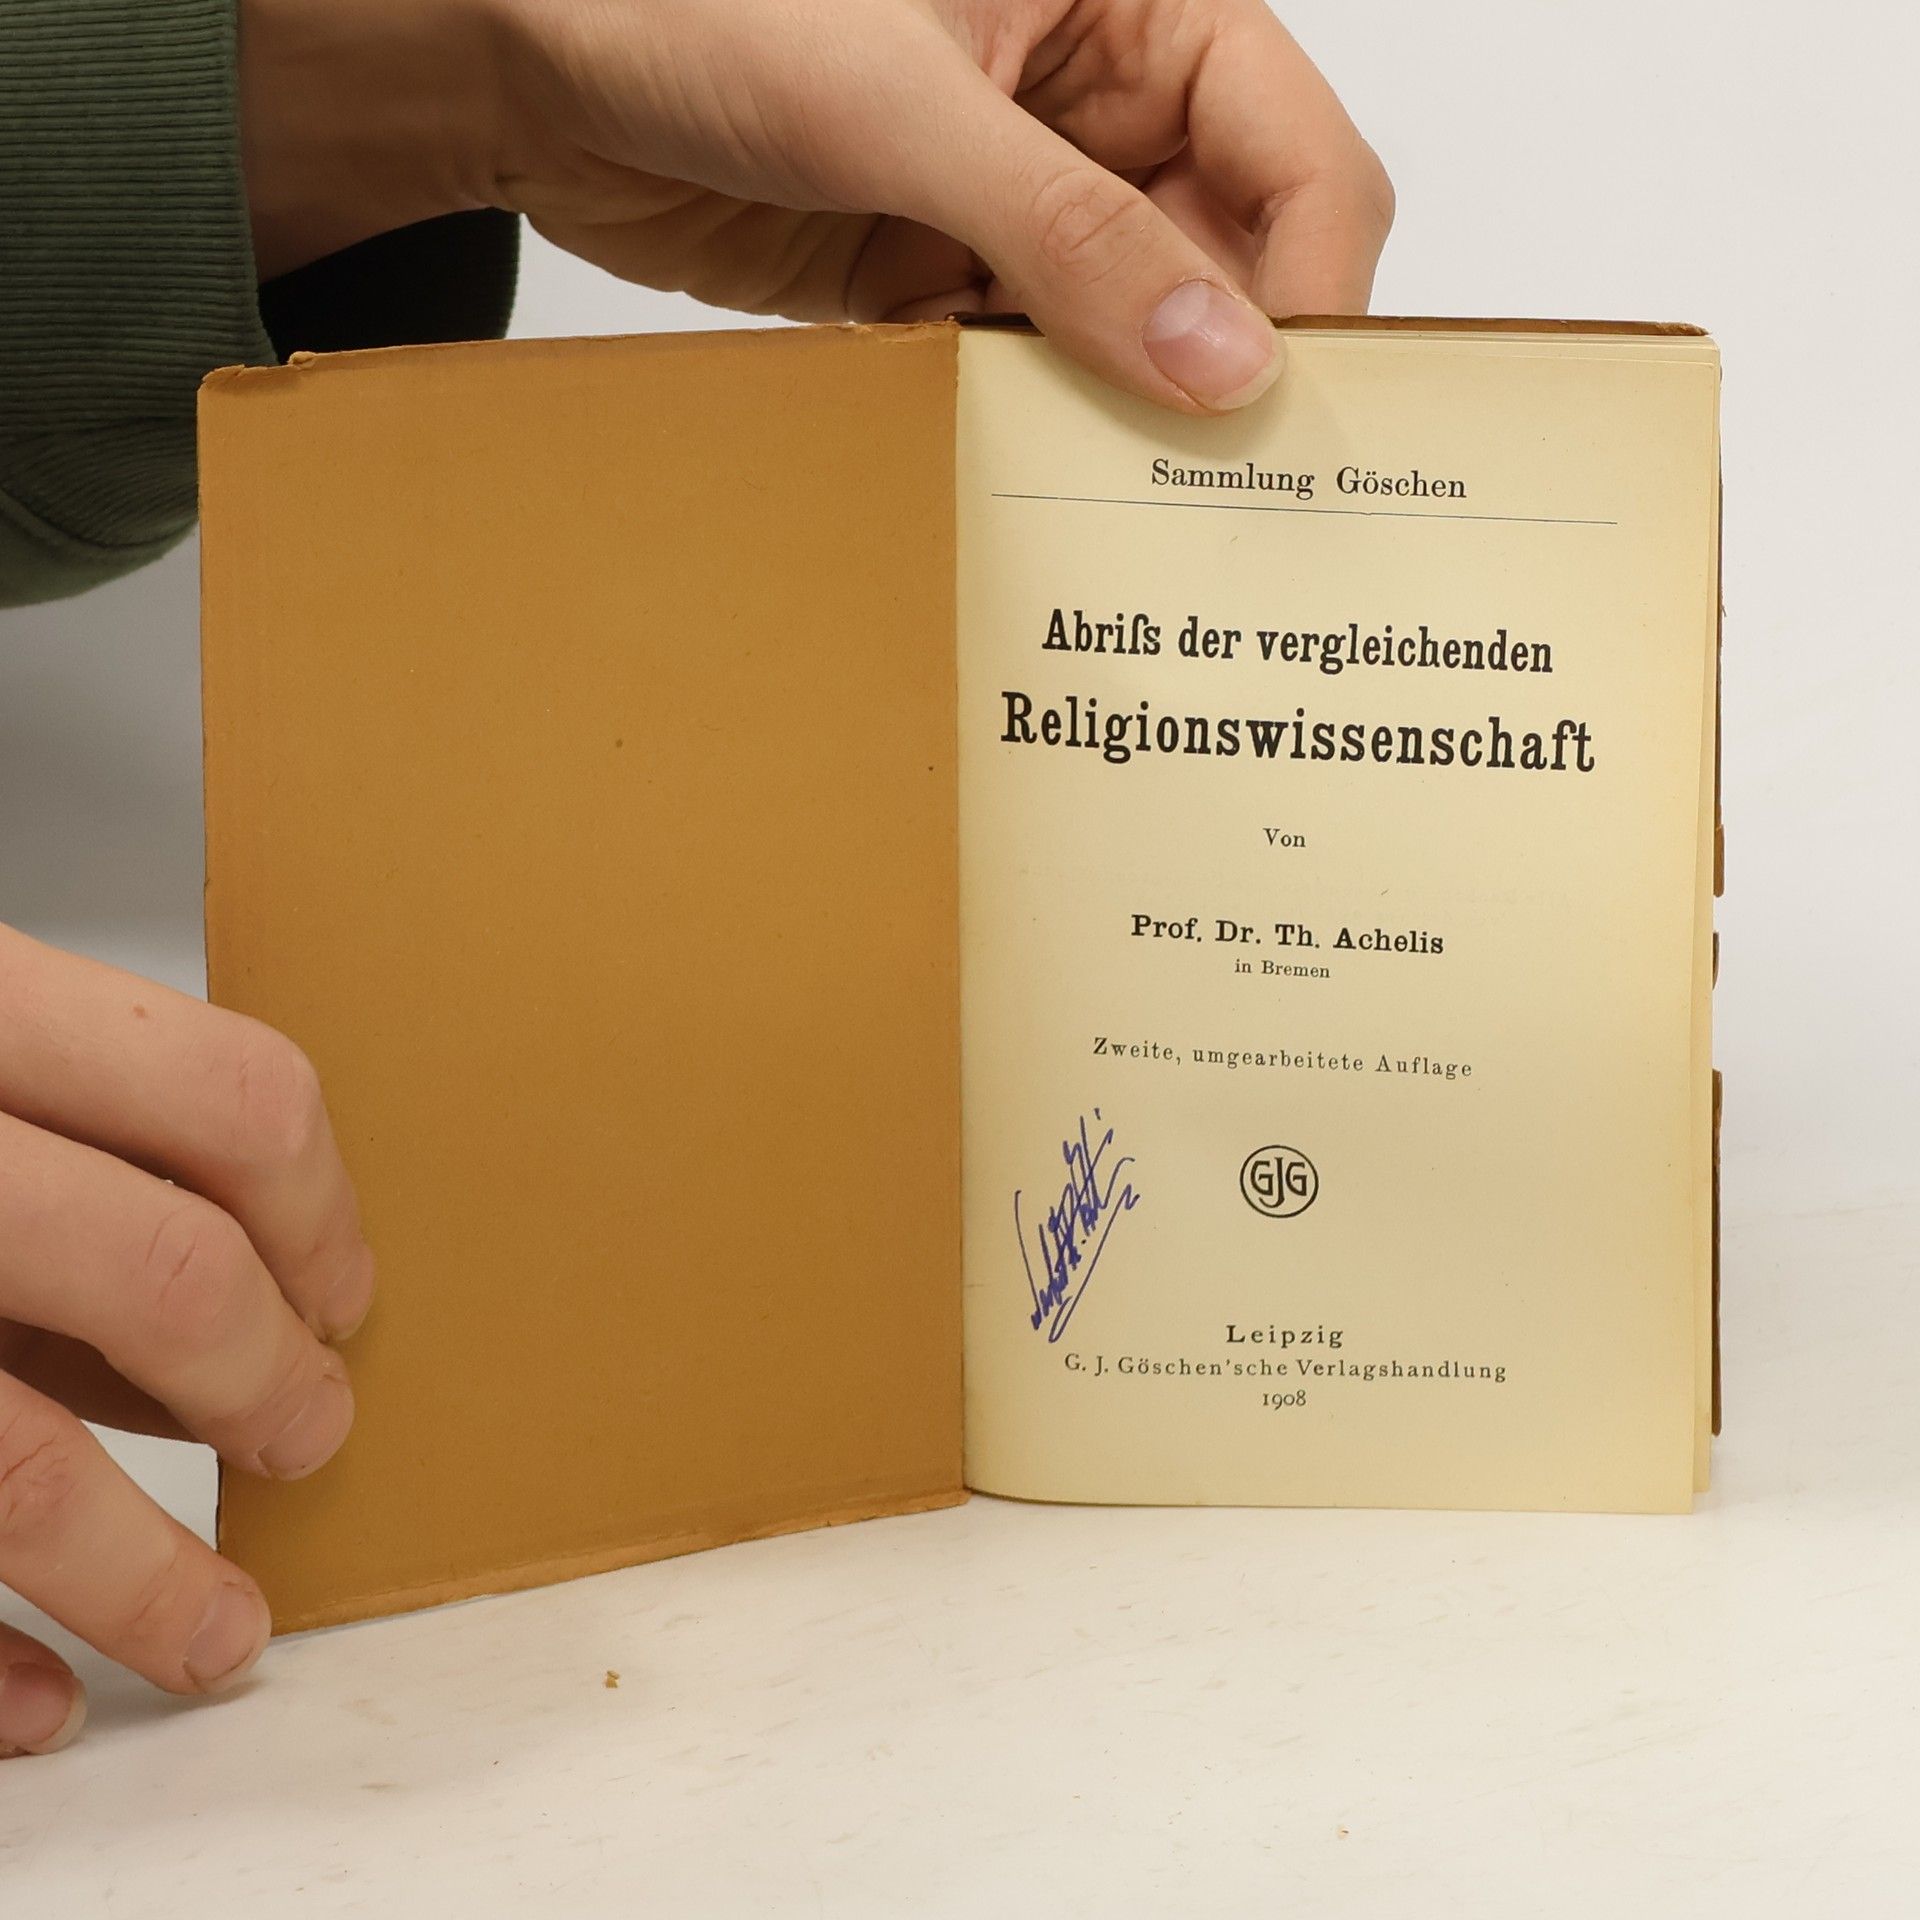 Sammlung Göschen
Abriſs der vergleichenden
Religionswissenschaft
Von
Prof. Dr. Th. Achelis
in Bremen
Zweite, umgearbeitete Auflage
GJG
Leipzig
G. J. Göschen'sche Verlagshandlung
1908